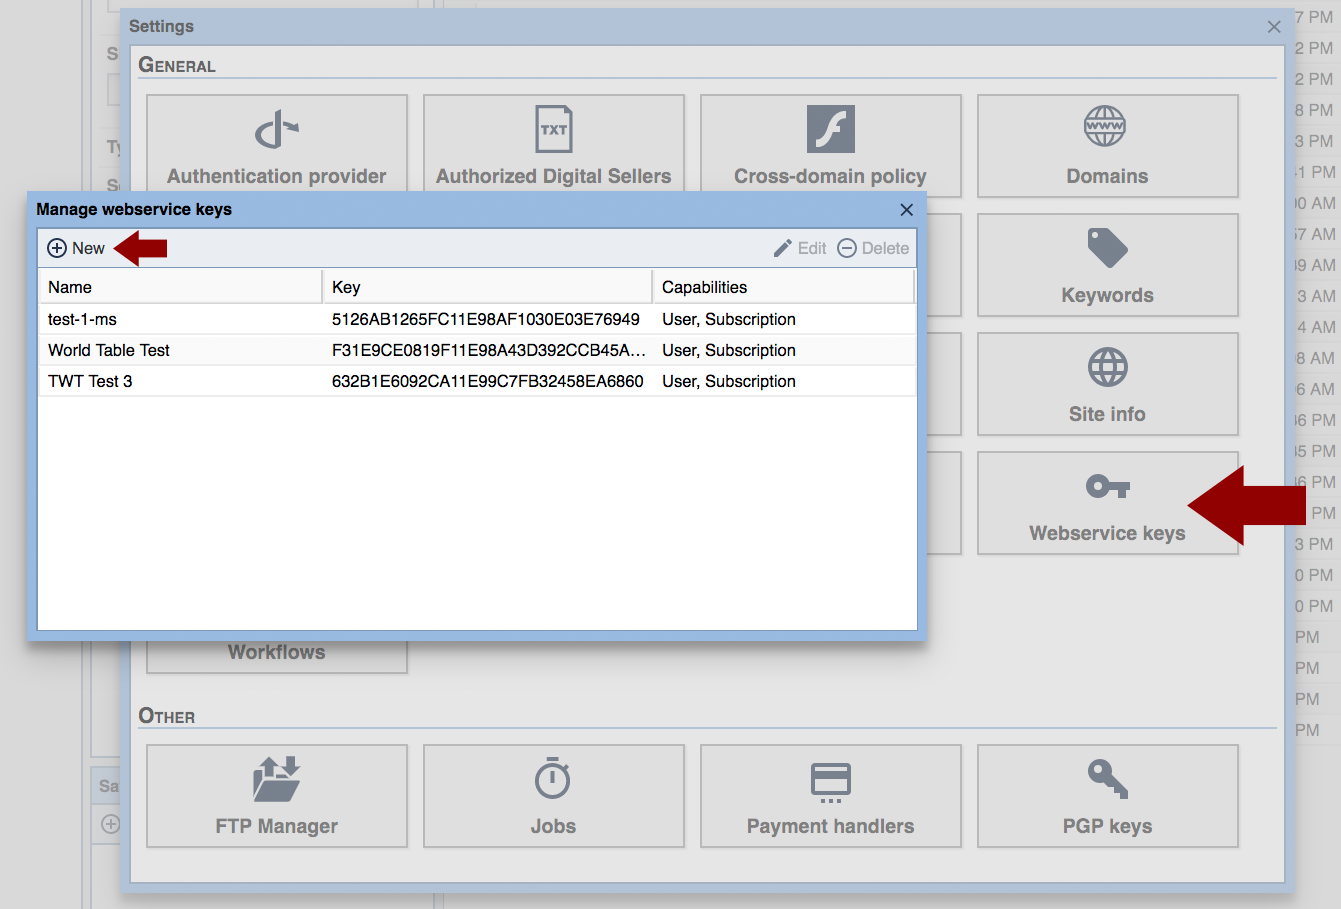 Settings
GENERAL
TXT
WWW
Authentication provider
Authorized Digital Sellers
Cross-domain policy
Domains
Manage webservice keys
New
Edit
Delete
Name Key Capabilities
test-1-ms 5126AB1265FC11E98AF1030E03E76949 User, Subscription
World Table Test F31E9CE0819F11E98A43D392CCB45A... User, Subscription
TWT Test 3 632B1E6092CA11E99C7FB32458EA6860 User, Subscription
Keywords
Site info
Webservice keys
Workflows
OTHER
FTP Manager
Jobs
Payment handlers
PGP keys
7 PM
2 PM
2 PM
8 PM
3 PM
1 PM
0 AM
7 AM
9 AM
3 AM
4 AM
8 AM
6 AM
6 PM
5 PM
6 PM
PM
3 PM
0 PM
0 PM
PM
PM
PM
PM
Sa